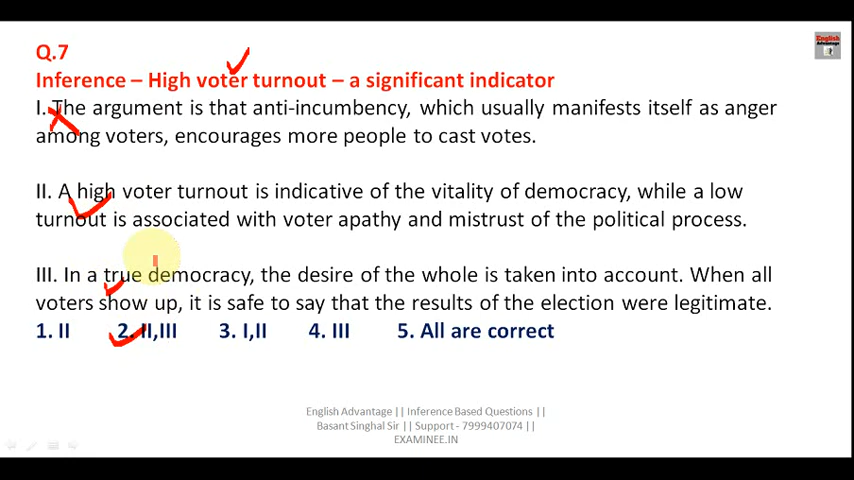 English
Advantage
Q.7
Inference – High voter turnout – a significant indicator
I. The argument is that anti-incumbency, which usually manifests itself as anger
among voters, encourages more people to cast votes.
II. A high voter turnout is indicative of the vitality of democracy, while a low
turnout is associated with voter apathy and mistrust of the political process.
III. In a true democracy, the desire of the whole is taken into account. When all
voters show up, it is safe to say that the results of the election were legitimate.
1. II 2. II,III 3. I,II 4. III 5. All are correct
English Advantage || Inference Based Questions ||
Basant Singhal Sir || Support - 7999407074 ||
EXAMINEE.IN